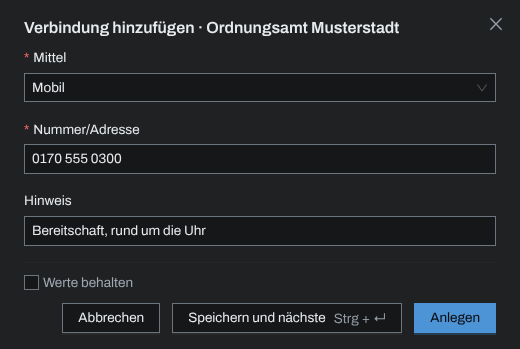 Verbindung hinzufügen · Ordnungsamt Musterstadt
* Mittel
Mobil
* Nummer/Adresse
0170 555 0300
Hinweis
Bereitschaft, rund um die Uhr
Werte behalten
Abbrechen
Speichern und nächste Strg + ↵
Anlegen